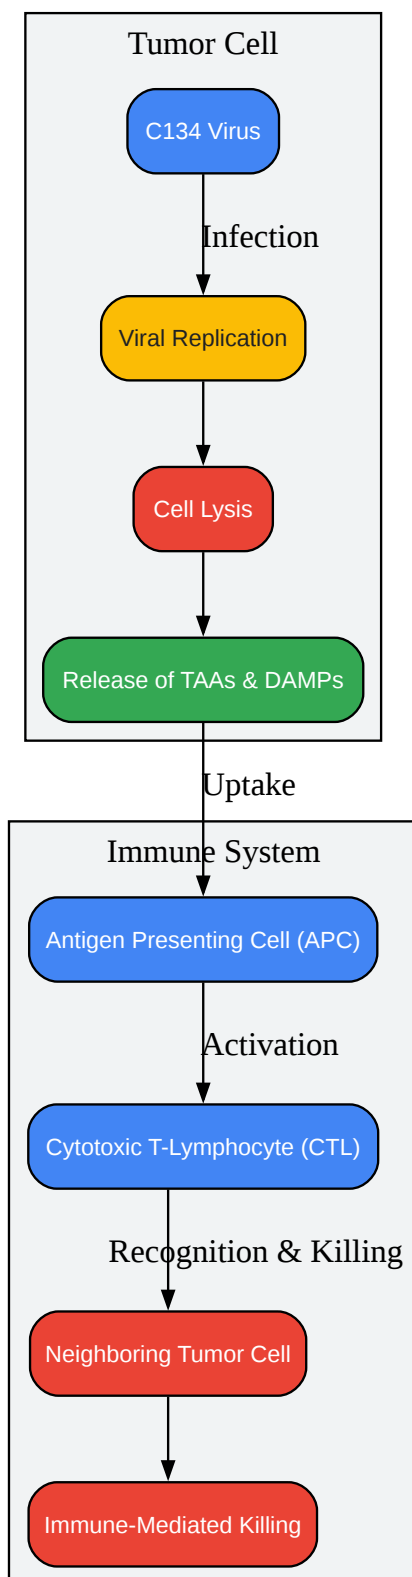 Tumor Cell
C134 Virus
Infection
Viral Replication
Cell Lysis
Release of TAAs & DAMPs
Uptake
Immune System
Antigen Presenting Cell (APC)
Activation
Cytotoxic T-Lymphocyte (CTL)
Recognition & Killing
Neighboring Tumor Cell
Immune-Mediated Killing